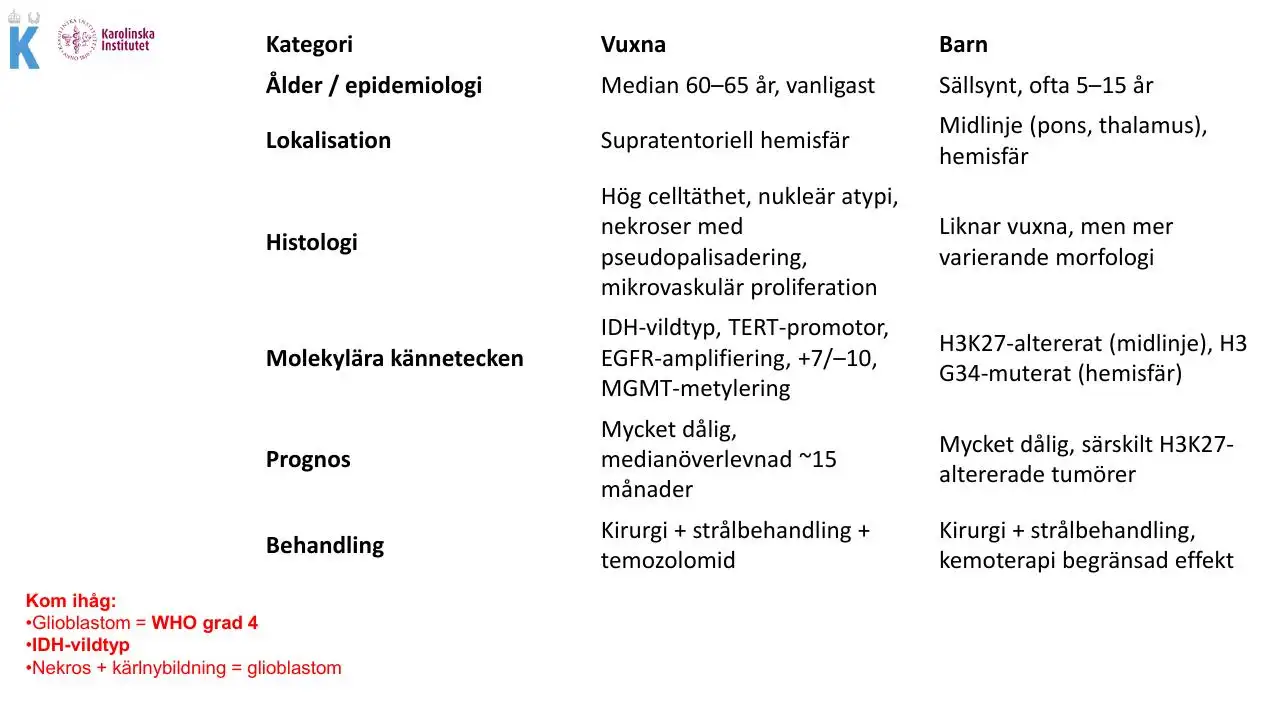 Karolinska
Institutet
Kategori
Vuxna
Barn
Ålder / epidemiologi
Median 60–65 år, vanligast
Sällsynt, ofta 5–15 år
Lokalisation
Supratentoriell hemisfär
Midlinje (pons, thalamus),
hemisfär
Histologi
Hög celltäthet, nukleär atypi,
nekroser med
pseudopalisadering,
mikrovaskulär proliferation
Liknar vuxna, men mer
varierande morfologi
Molekylära kännetecken
IDH-vildtyp, TERT-promotor,
EGFR-amplifiering, +7/–10,
MGMT-metylering
H3K27-altererat (midlinje), H3
G34-muterat (hemisfär)
Prognos
Mycket dålig,
medianöverlevnad ~15
månader
Mycket dålig, särskilt H3K27-
altererade tumörer
Behandling
Kirurgi + strålbehandling +
temozolomid
Kirurgi + strålbehandling,
kemoterapi begränsad effekt
Kom ihåg:
•Glioblastom = WHO grad 4
•IDH-vildtyp
•Nekros + kärlnybildning = glioblastom